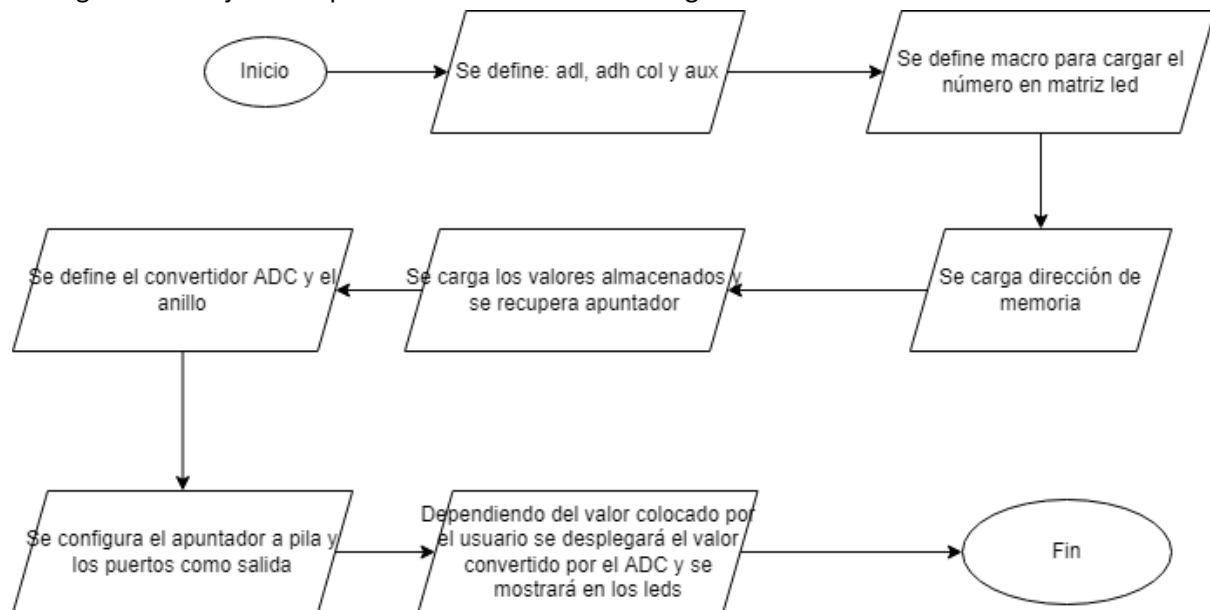 Inicio
Se define: adl, adh col y aux
Se define macro para cargar el
número en matriz led
Se define el convertidor ADC y el
anillo
Se carga los valores almacenados y
se recupera apuntador
Se carga dirección de
memoria
Se configura el apuntador a pila y
los puertos como salida
Dependiendo del valor colocado por
el usuario se desplegará el valor
convertido por el ADC y se
mostrará en los leds
Fin